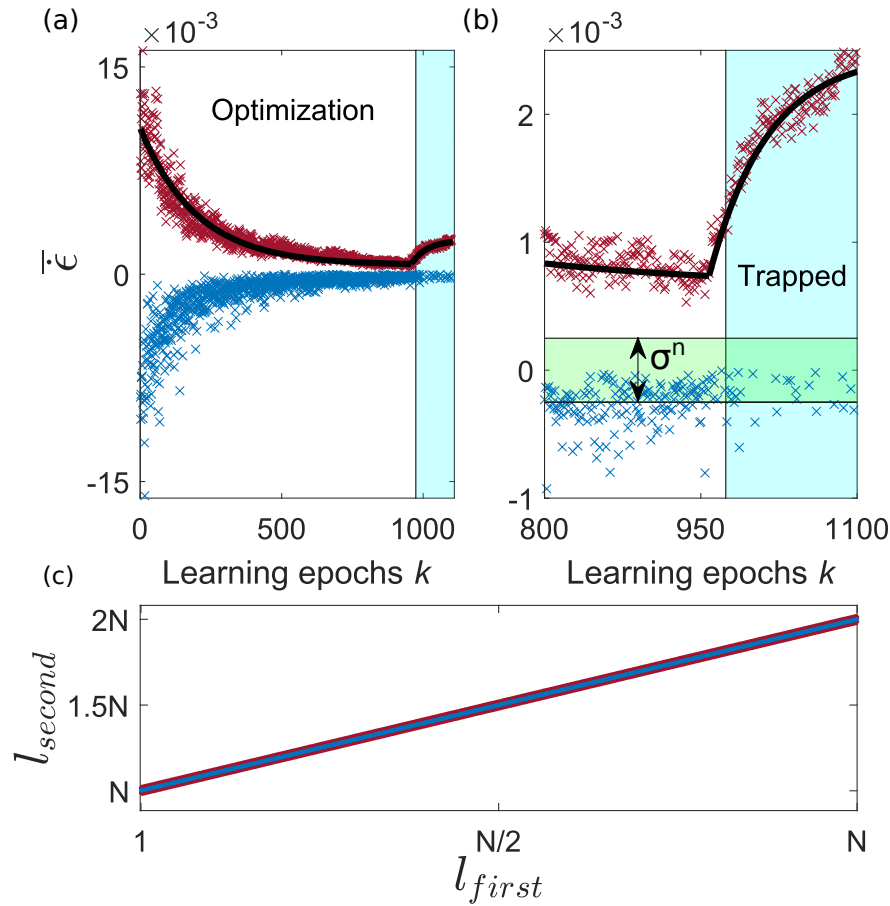 (a)
× 10⁻³
15
0
-15
ε̇
Optimization
0
500
1000
Learning epochs k
(b)
× 10⁻³
2
1
0
-1
Trapped
σⁿ
800
950
1100
Learning epochs k
(c)
2N
1.5N
N
l_second
1
N/2
N
l_first